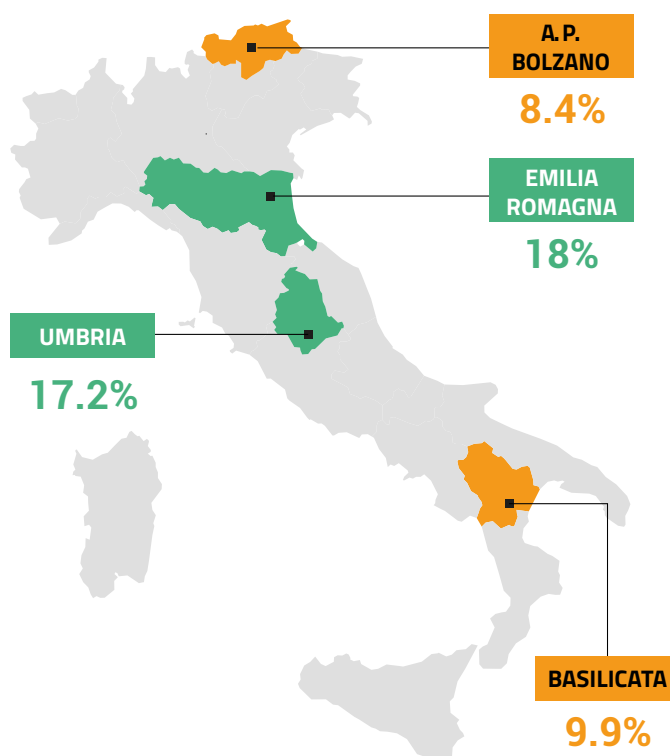 A.P.
BOLZANO
8.4%
EMILIA
ROMAGNA
18%
UMBRIA
17.2%
BASILICATA
9.9%